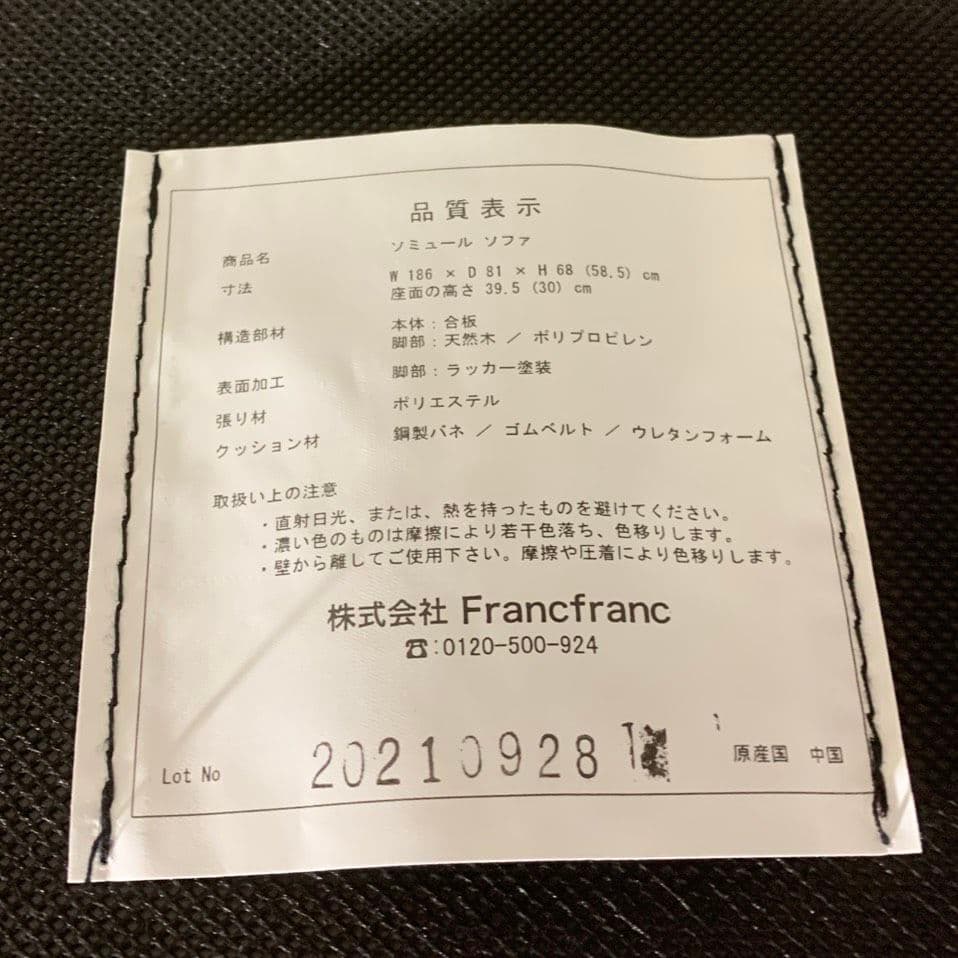 品質表示
商品名 ソミュール ソファ
寸法 W 186 × D 81 × H 68 (58.5) cm
座面の高さ 39.5 (30) cm
構造部材 本体：合板
脚部：天然木 ／ ポリプロピレン
表面加工 脚部：ラッカー塗装
張り材 ポリエステル
クッション材 鋼製バネ ／ ゴムベルト ／ ウレタンフォーム
取扱い上の注意
・直射日光、または、熱を持ったものを避けてください。
・濃い色のものは摩擦により若干色落ち、色移りします。
・壁から離してご使用下さい。摩擦や圧着により色移りします。
株式会社 Francfranc
☎:0120-500-924
Lot No 20210928 原産国 中国